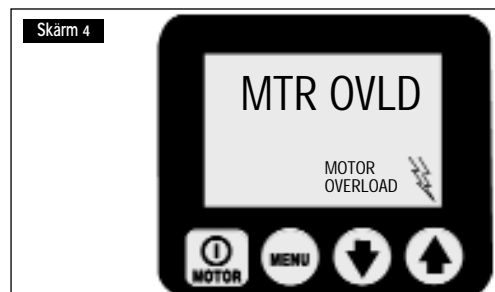 Skärm 4
MTR OVLD
MOTOR
OVERLOAD
MOTOR
MENU